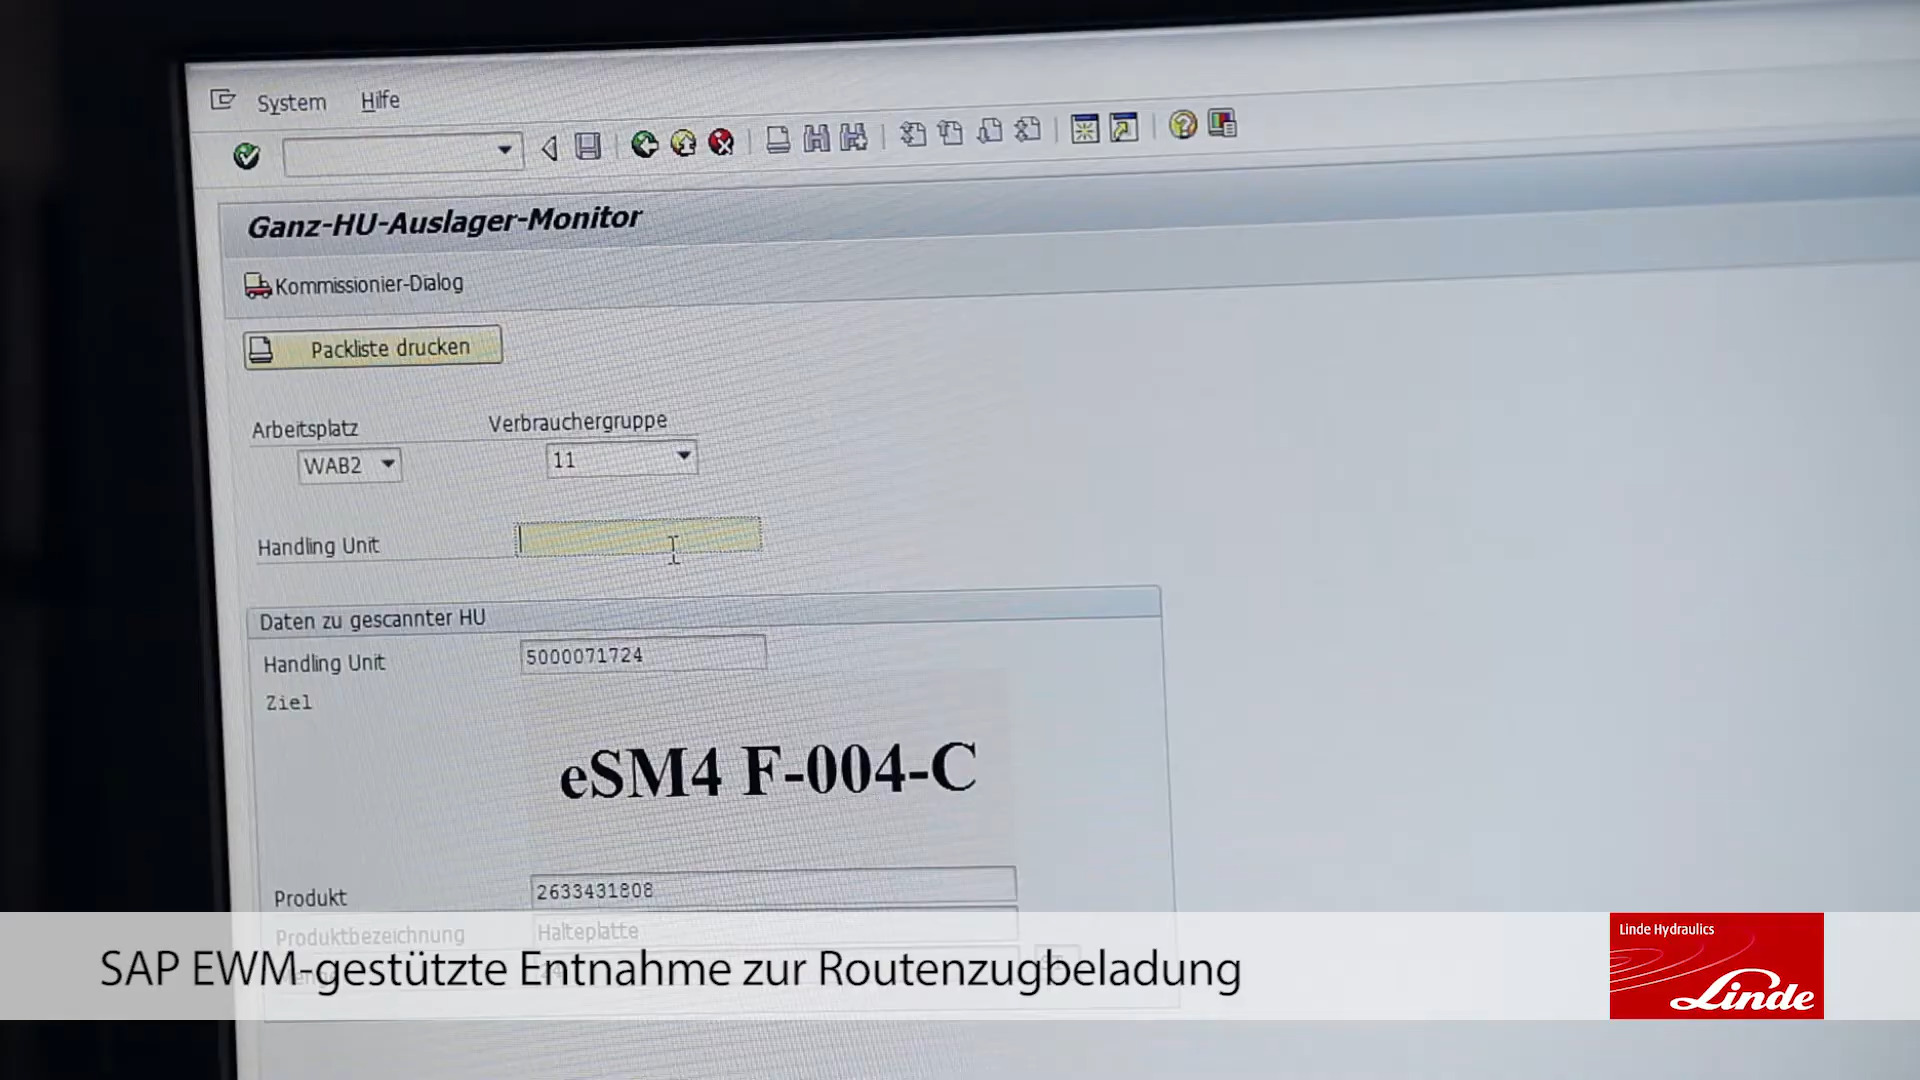 System Hilfe
Ganz-HU-Auslager-Monitor
Kommissionier-Dialog
Packliste drucken
Arbeitsplatz Verbrauchergruppe
WAB2 11
Handling Unit
Daten zu gescannter HU
Handling Unit 5000071724
Ziel
eSM4 F-004-C
Produkt 2633431808
Produktbezeichnung Halteplatte
SAP EWM-gestützte Entnahme zur Routenzugbeladung
Linde Hydraulics
Linde